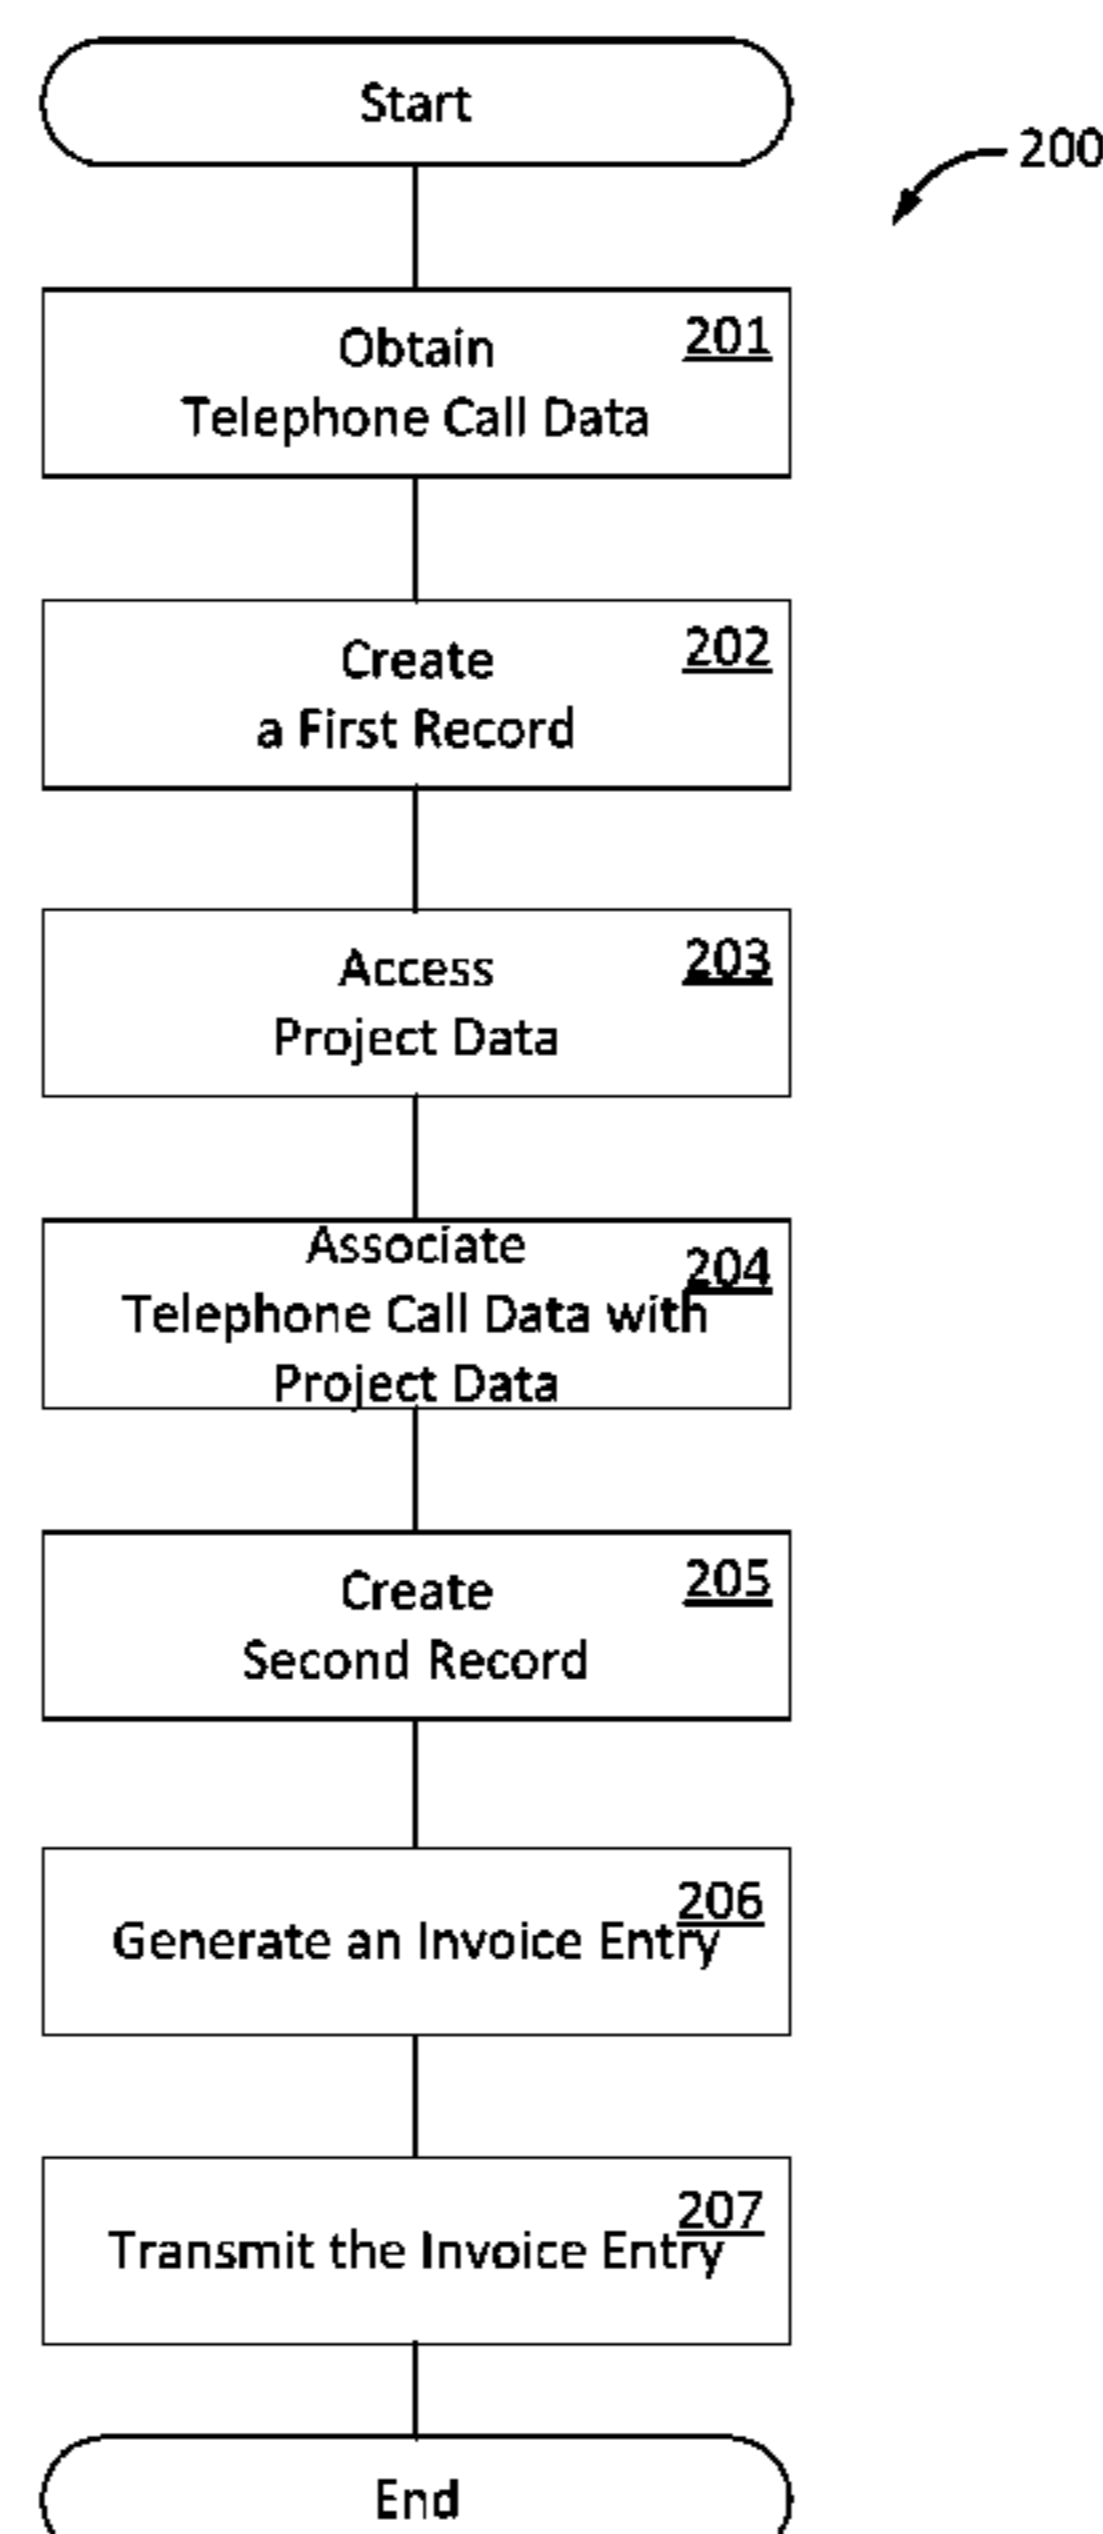 Start
200
Obtain
201
Telephone Call Data
Create
202
a First Record
Access
203
Project Data
Associate
204
Telephone Call Data with
Project Data
Create
205
Second Record
206
Generate an Invoice Entry
207
Transmit the Invoice Entry
End